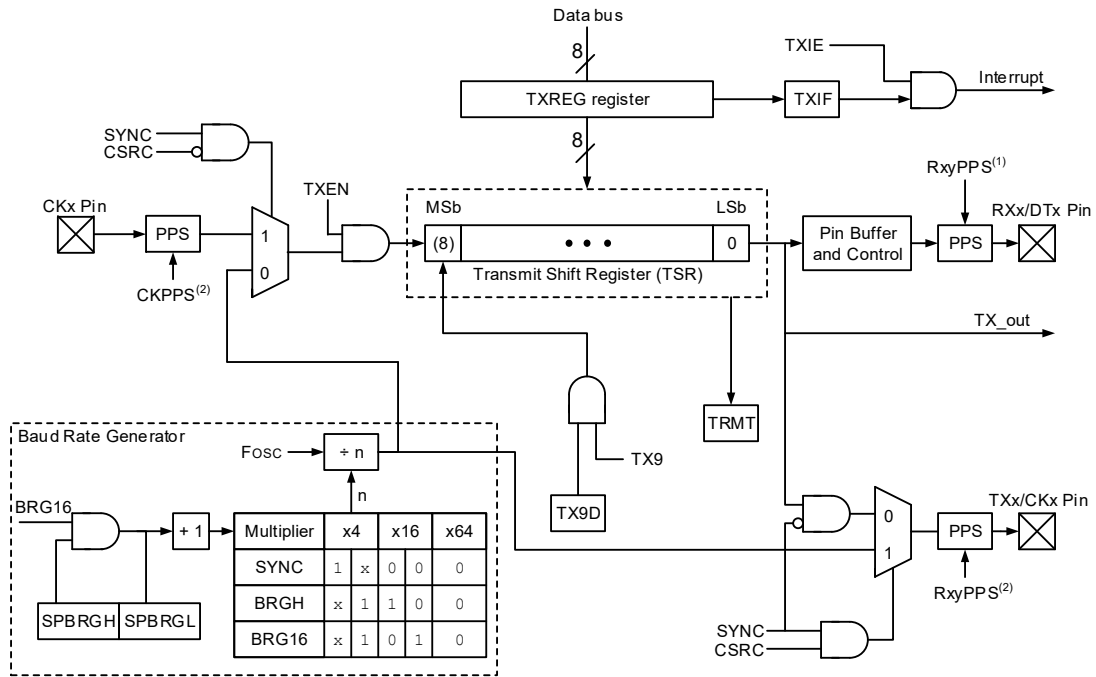 Data bus
8
TXIE
Interrupt
TXREG register
TXIF
SYNC
CSRC
8
RxyPPS(1)
TXEN
CKx Pin
MSb
LSb
RXx/DTx Pin
PPS
1
(8)
• • •
0
Pin Buffer
and Control
PPS
0
Transmit Shift Register (TSR)
CKPPS(2)
TX_out
TRMT
Baud Rate Generator
Fosc
÷ n
TX9
n
TX9D
BRG16
+ 1
Multiplier x4 x16 x64
SYNC 1 x 0 0 0
BRGH x 1 1 0 0
BRG16 x 1 0 1 0
SPBRGH SPBRGL
TXx/CKx Pin
0
PPS
1
RxyPPS(2)
SYNC
CSRC